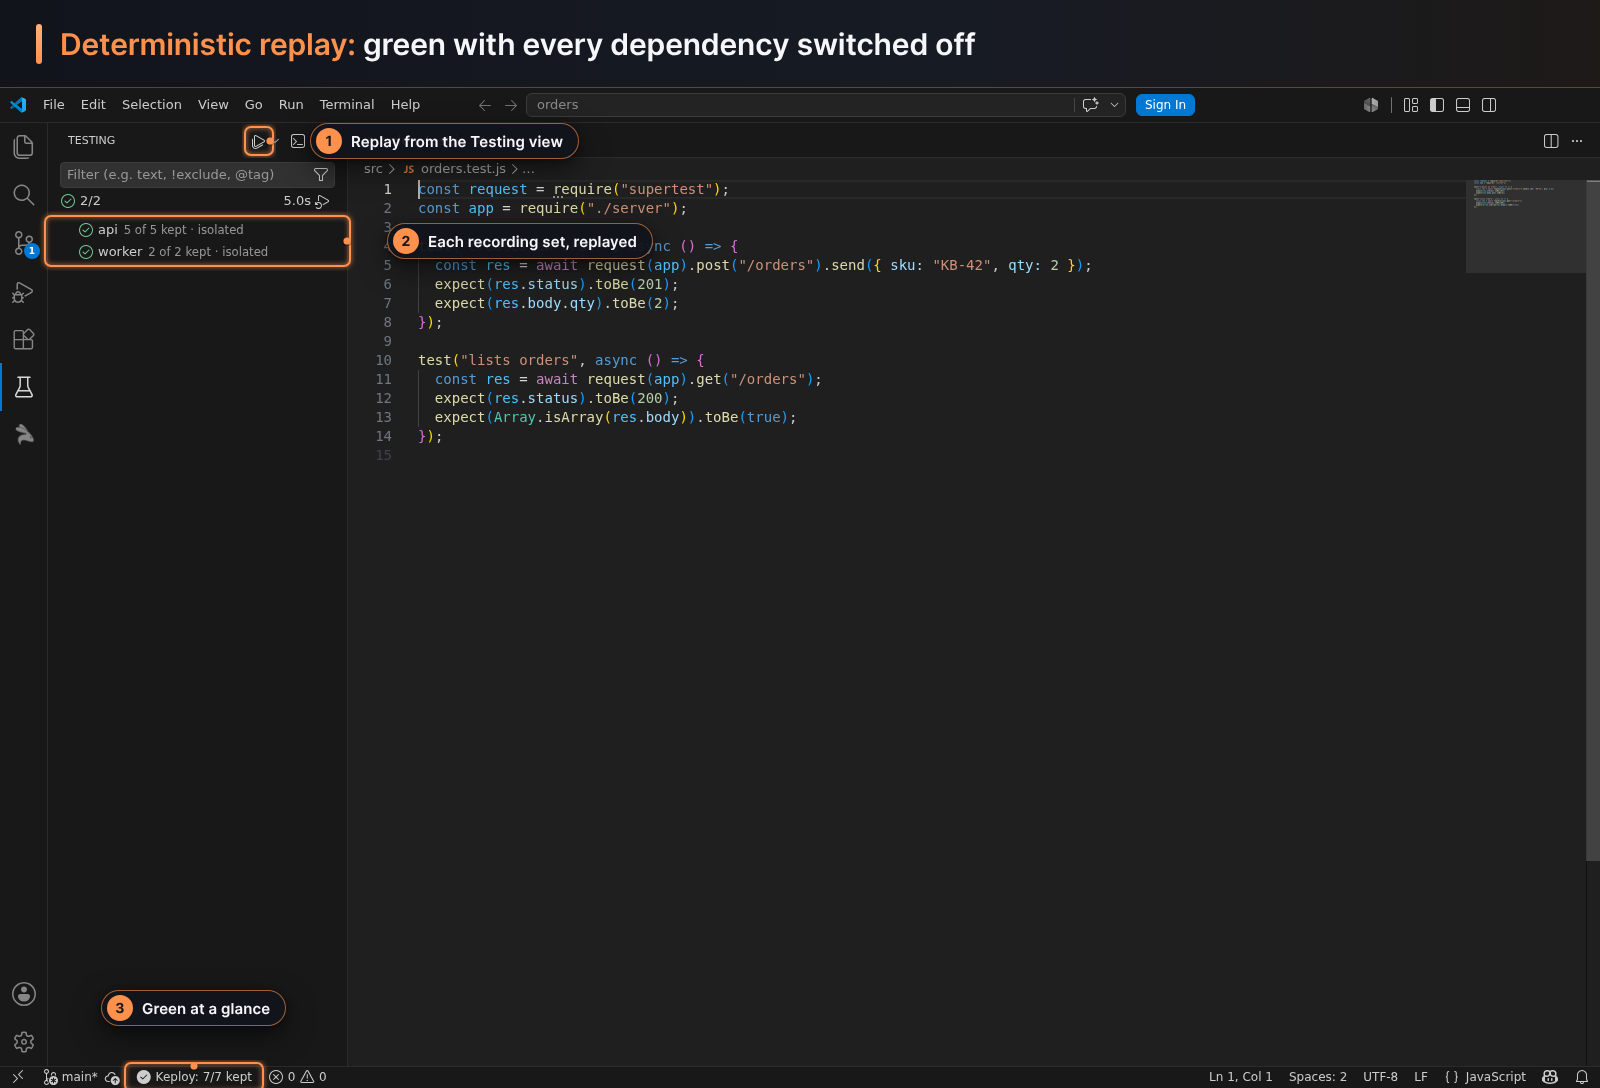 Deterministic replay: green with every dependency switched off
File Edit Selection View Go Run Terminal Help
orders
Sign In
TESTING
1 Replay from the Testing view
Filter (e.g. text, !exclude, @tag)
src > JS orders.test.js > ...
2/2 5.0s
api 5 of 5 kept · isolated
worker 2 of 2 kept · isolated
1
1 const request = require("supertest");
2 const app = require("./server");
3
2 Each recording set, replayed
4 nc () => {
5 const res = await request(app).post("/orders").send({ sku: "KB-42", qty: 2 });
6 expect(res.status).toBe(201);
7 expect(res.body.qty).toBe(2);
8 });
9
10 test("lists orders", async () => {
11 const res = await request(app).get("/orders");
12 expect(res.status).toBe(200);
13 expect(Array.isArray(res.body)).toBe(true);
14 });
15
3 Green at a glance
main* Keploy: 7/7 kept 0 0
Ln 1, Col 1 Spaces: 2 UTF-8 LF { } JavaScript